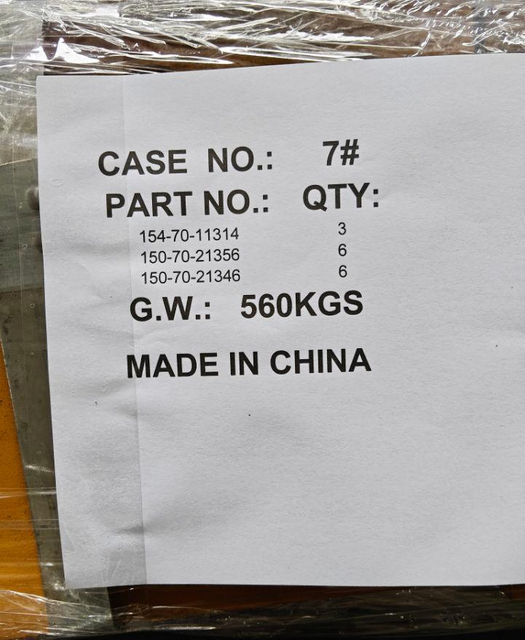 CASE NO.: 7#
PART NO.: QTY:
154-70-11314 3
150-70-21356 6
150-70-21346 6
G.W.: 560KGS
MADE IN CHINA